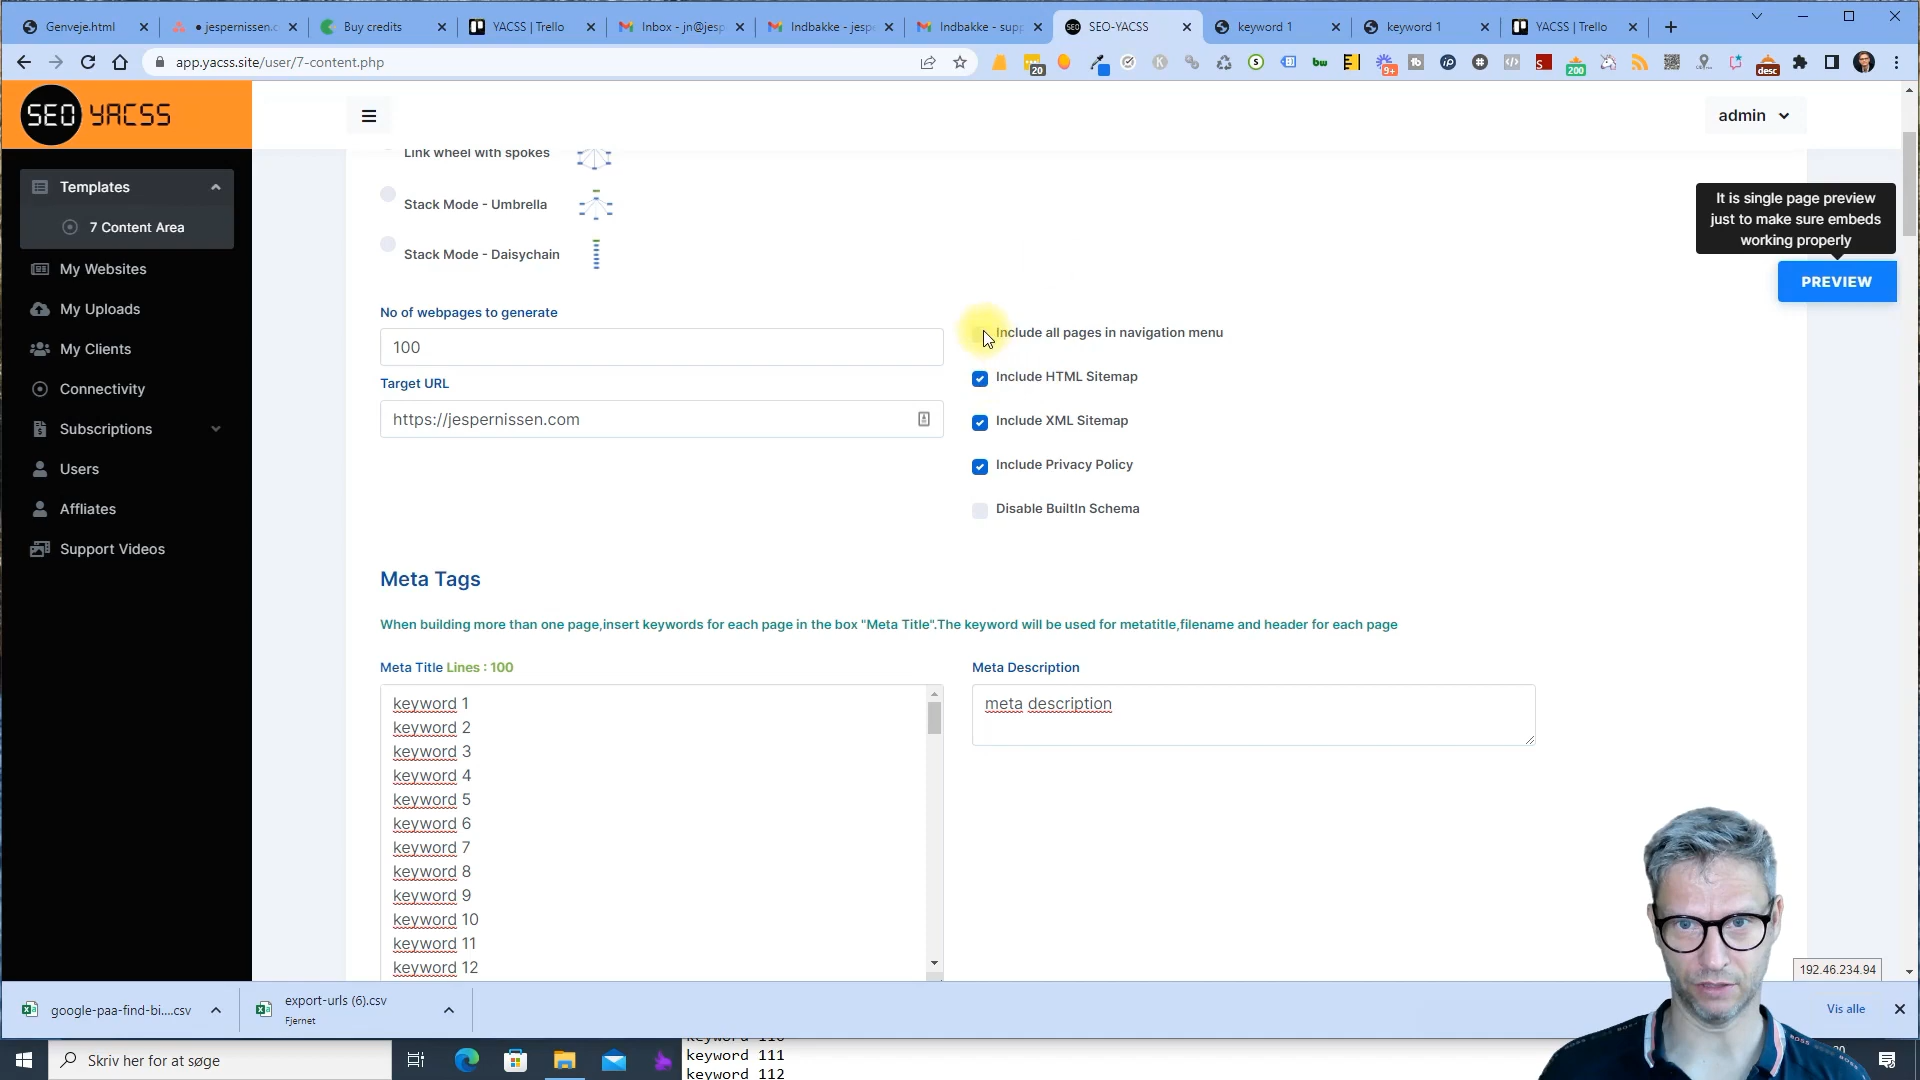 Genveje.html
jespernissen.c
Buy credits
YACSS | Trello
Inbox - jn@jesp
Indbakke - jespe
Indbakke - supp
SEO-YACSS
keyword 1
keyword 1
YACSS | Trello
app.yacss.site/user/7-content.php
20
9+
200
desc
SEO YACSS
admin
Templates
7 Content Area
My Websites
My Uploads
My Clients
Connectivity
Subscriptions
Users
Affliates
Support Videos
Link wheel with spokes
Stack Mode - Umbrella
Stack Mode - Daisychain
It is single page preview
just to make sure embeds
working properly
PREVIEW
No of webpages to generate
100
Target URL
https://jespernissen.com
Include all pages in navigation menu
Include HTML Sitemap
Include XML Sitemap
Include Privacy Policy
Disable BuiltIn Schema
Meta Tags
When building more than one page,insert keywords for each page in the box "Meta Title".The keyword will be used for metatitle,filename and header for each page
Meta Title Lines : 100
keyword 1
keyword 2
keyword 3
keyword 4
keyword 5
keyword 6
keyword 7
keyword 8
keyword 9
keyword 10
keyword 11
keyword 12
Meta Description
meta description
192.46.234.94
google-paa-find-bi....csv
export-urls (6).csv
Fjernet
Vis alle
Skriv her for at søge
keyword 111
keyword 112